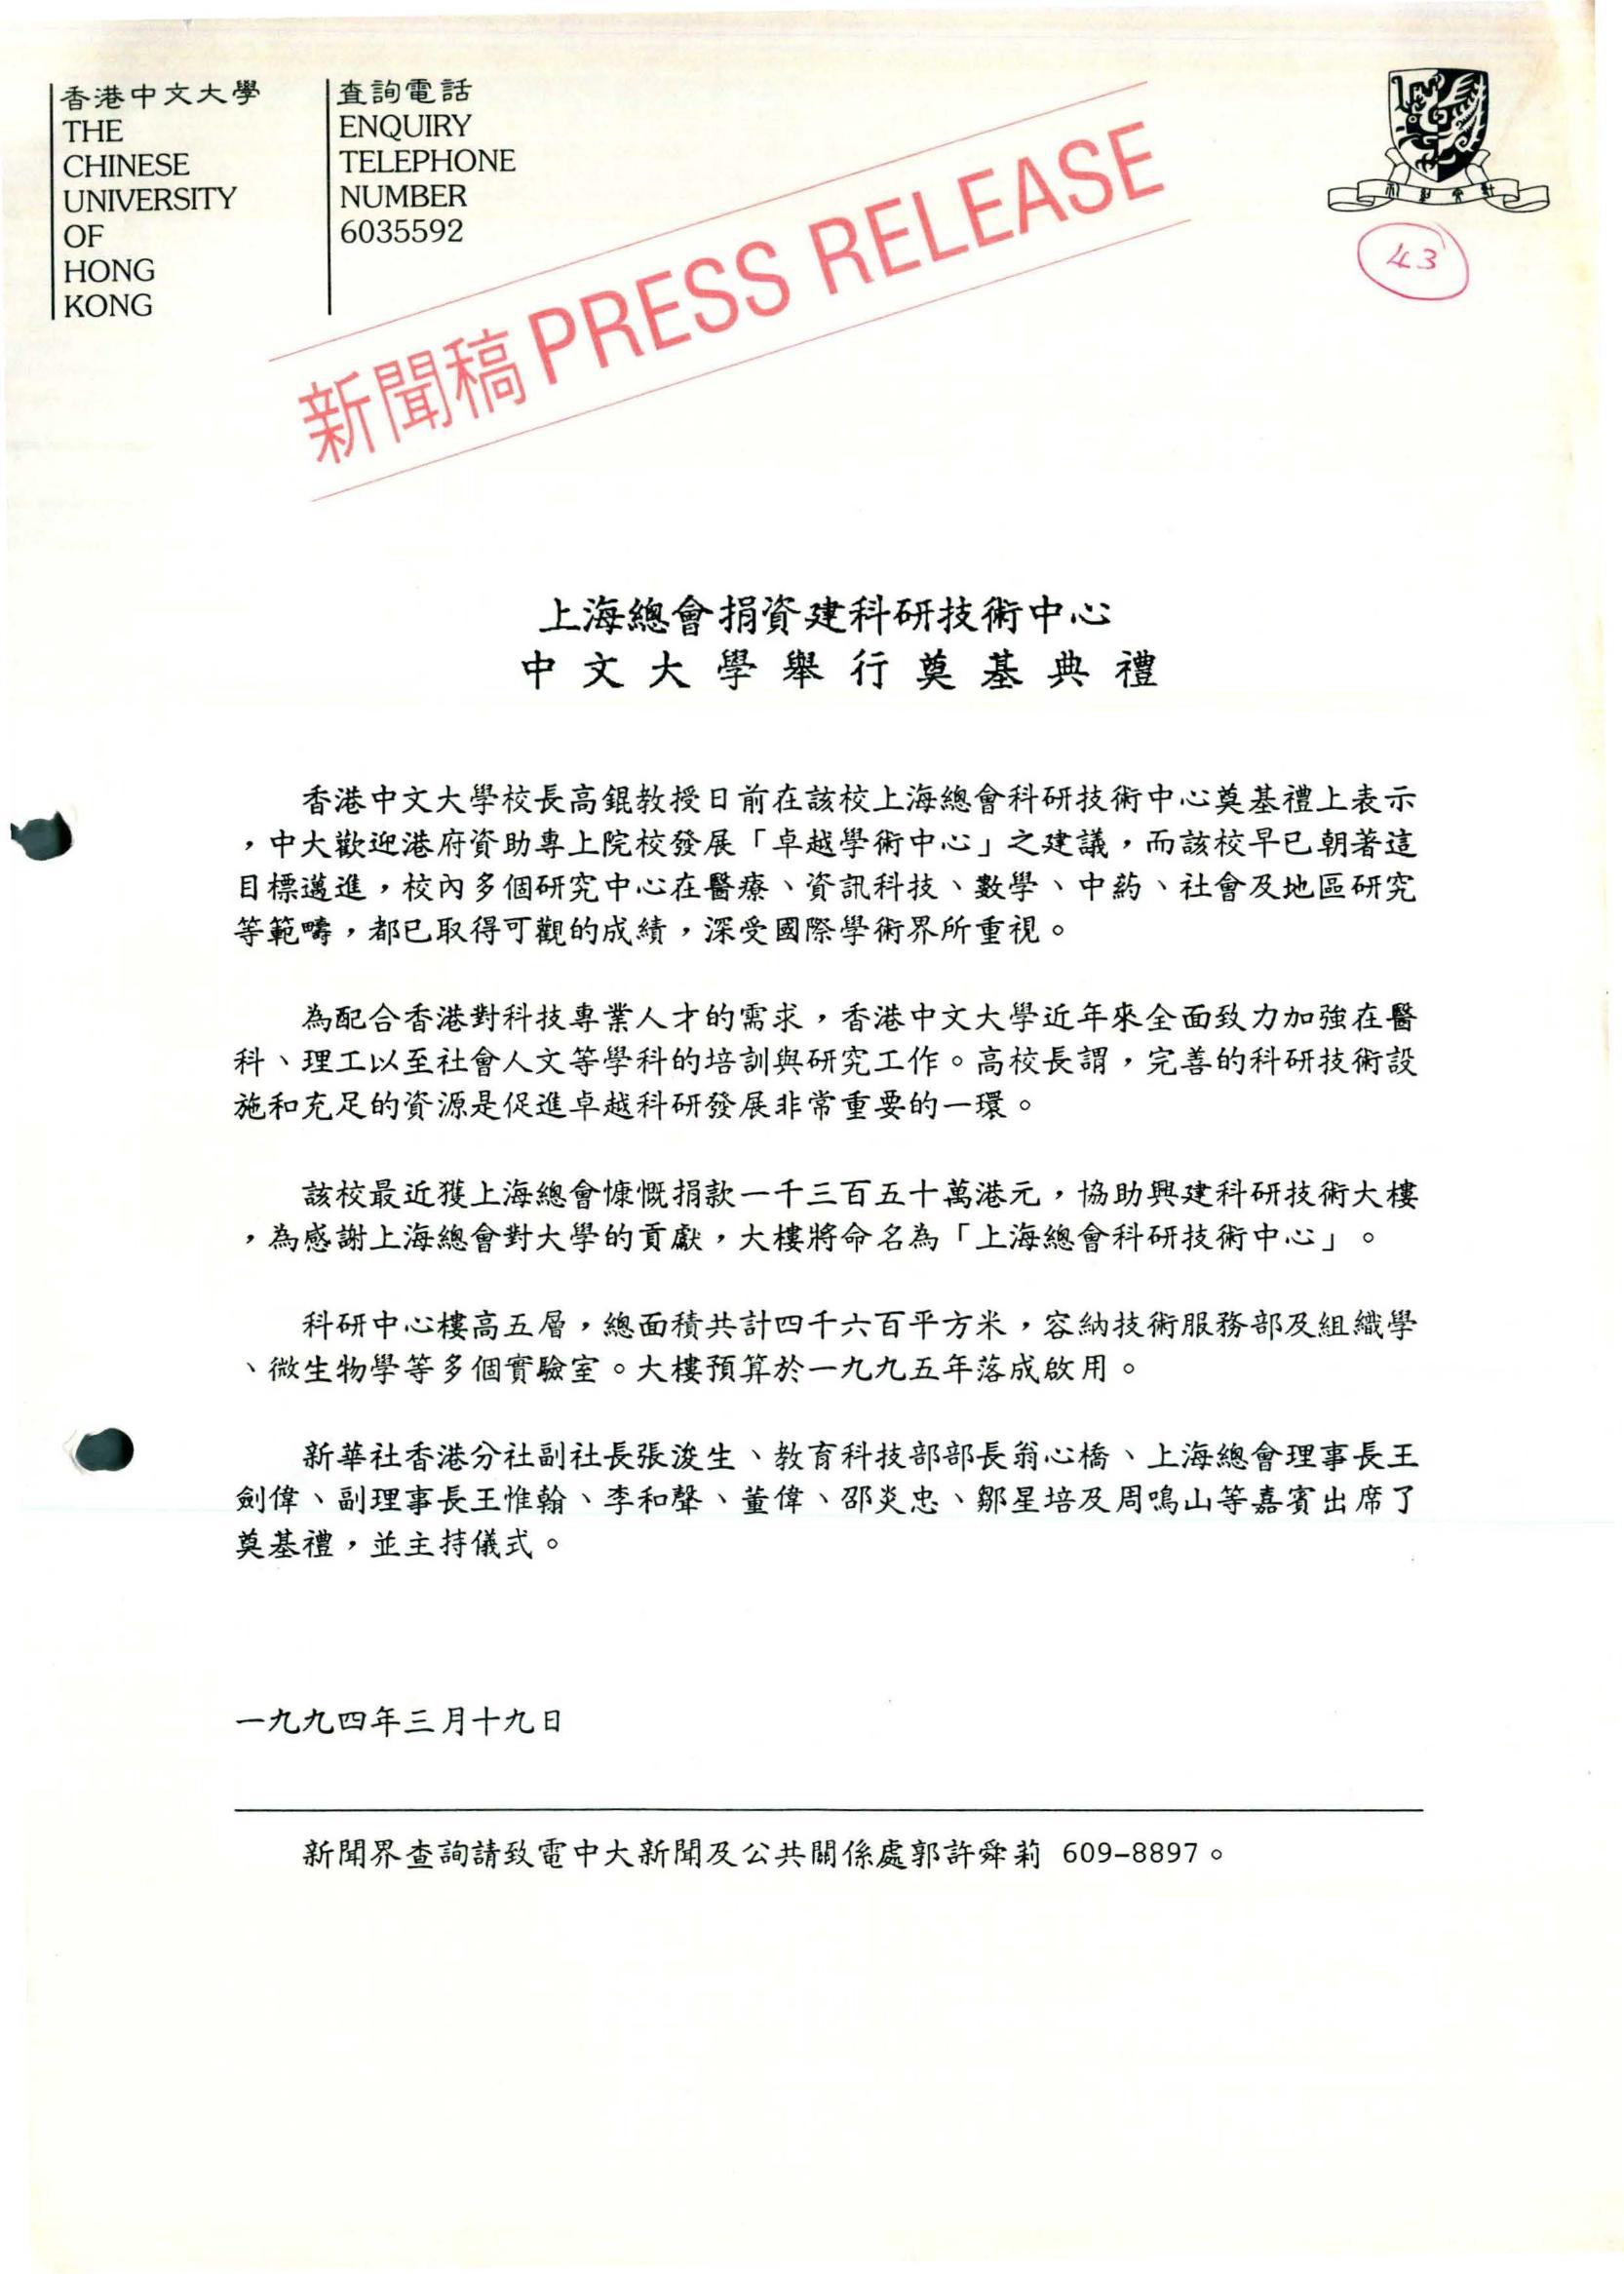 香港中文大學
THE
CHINESE
UNIVERSITY
OF
HONG
KONG
查詢電話
ENQUIRY
TELEPHONE
NUMBER
6035592
新聞稿 PRESS RELEASE
43
上海總會捐資建科研技術中心
中文大學舉行奠基典禮
香港中文大學校長高錕教授日前在該校上海總會科研技術中心奠基禮上表示
，中大歡迎港府資助專上院校發展「卓越學術中心」之建議，而該校早已朝著這
目標邁進，校內多個研究中心在醫療、資訊科技、數學、中葯、社會及地區研究
等範疇，都已取得可觀的成績，深受國際學術界所重視。
為配合香港對科技專業人才的需求，香港中文大學近年來全面致力加強在醫
科、理工以至社會人文等學科的培訓與研究工作。高校長謂，完善的科研技術設
施和充足的資源是促進卓越科研發展非常重要的一環。
該校最近獲上海總會慷慨捐款一千三百五十萬港元，協助興建科研技術大樓
，為感謝上海總會對大學的貢獻，大樓將命名為「上海總會科研技術中心」。
科研中心樓高五層，總面積共計四千六百平方米，容納技術服務部及組織學
、微生物學等多個實驗室。大樓預算於一九九五年落成啟用。
新華社香港分社副社長張浚生、教育科技部部長翁心橋、上海總會理事長王
劍偉、副理事長王惟翰、李和聲、董偉、邵炎忠、鄒星培及周鳴山等嘉賓出席了
奠基禮，並主持儀式。
一九九四年三月十九日
新聞界查詢請致電中大新聞及公共關係處郭許舜莉 609-8897。